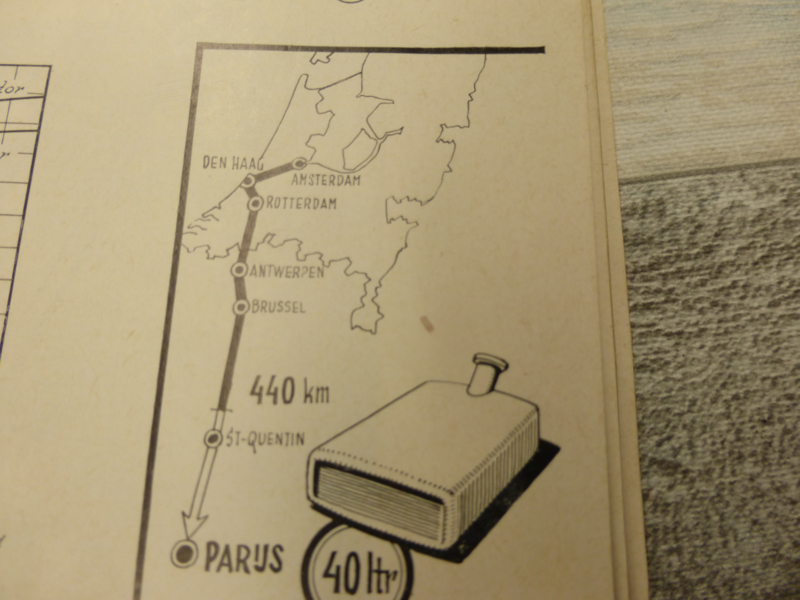 DEN HAAG
AMSTERDAM
ROTTERDAM
ANTWERPEN
BRUSSEL
440 km
ST-QUENTIN
PARIJS
40 ltr